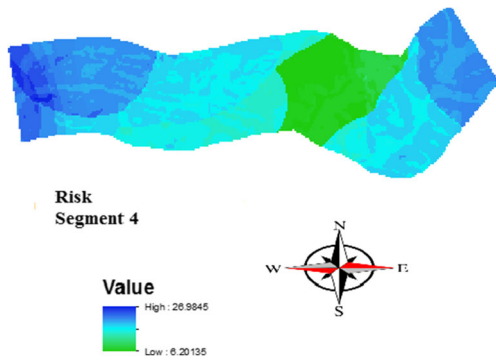 Risk
Segment 4
N
W E
S
Value
High : 26.9845
Low : 6.20135